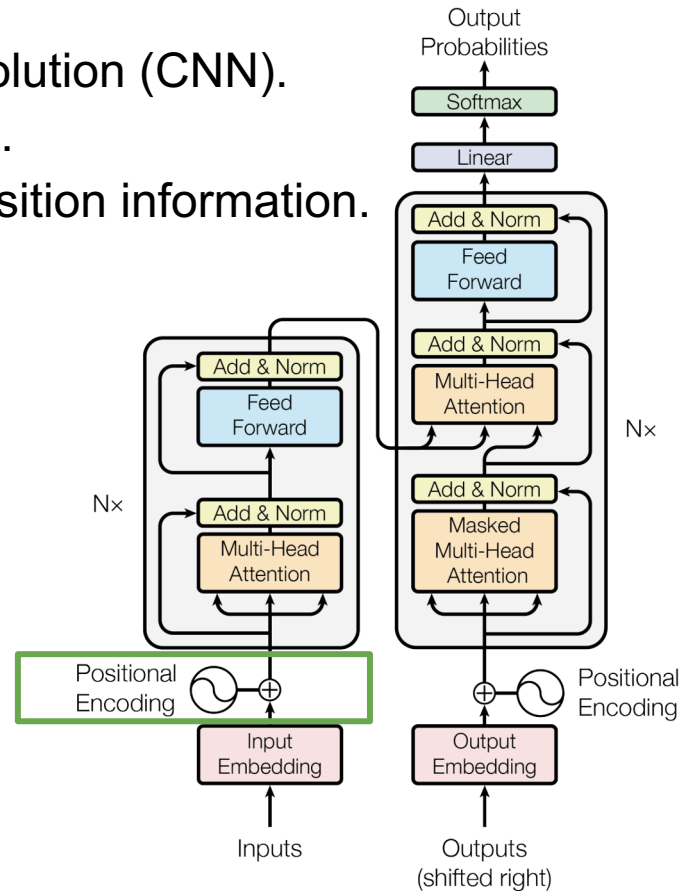 olution (CNN).
.
sition information.
Output
Probabilities
Softmax
Linear
Add & Norm
Feed
Forward
Add & Norm
Multi-Head
Attention
Nx
Add & Norm
Masked
Multi-Head
Attention
Add & Norm
Feed
Forward
Nx
Add & Norm
Multi-Head
Attention
Positional
Encoding
Positional
Encoding
Input
Embedding
Output
Embedding
Inputs
Outputs
(shifted right)